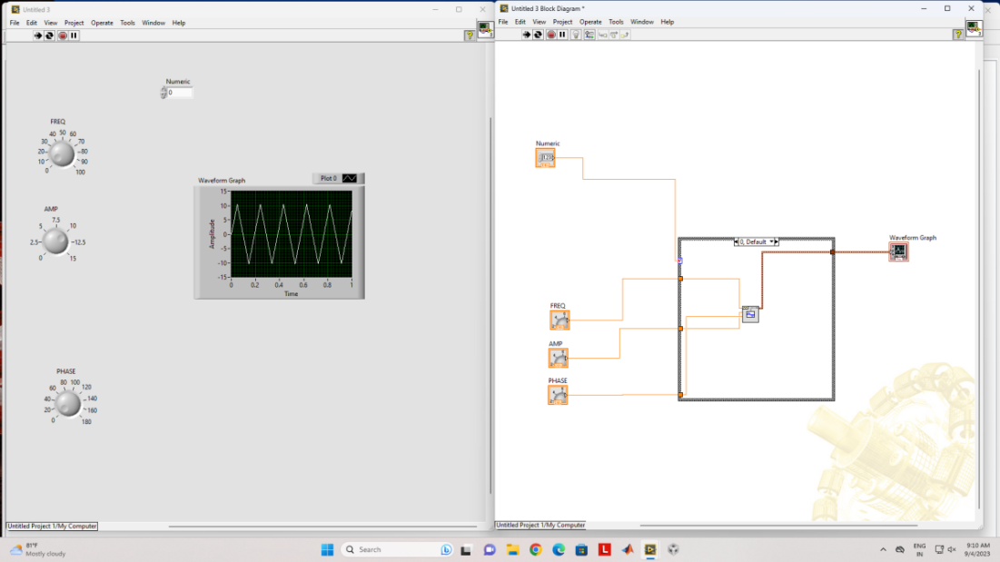 Untitled 3
File Edit View Project Operate Tools Window Help
Numeric
0
FREQ
0 10 20 30 40 50 60 70 80 90 100
AMP
0 2.5 5 7.5 10 12.5 15
Waveform Graph
Plot 0
15
10
5
0
-5
-10
-15
Amplitude
0 0.2 0.4 0.6 0.8 1
Time
PHASE
0 20 40 60 80 100 120 140 160 180
Untitled Project 1/My Computer
Untitled 3 Block Diagram *
File Edit View Project Operate Tools Window Help
Numeric
0, Default
Waveform Graph
FREQ
AMP
PHASE
Untitled Project 1/My Computer
81°F
Mostly cloudy
Search
ENG
IN
9:10 AM
9/4/2023